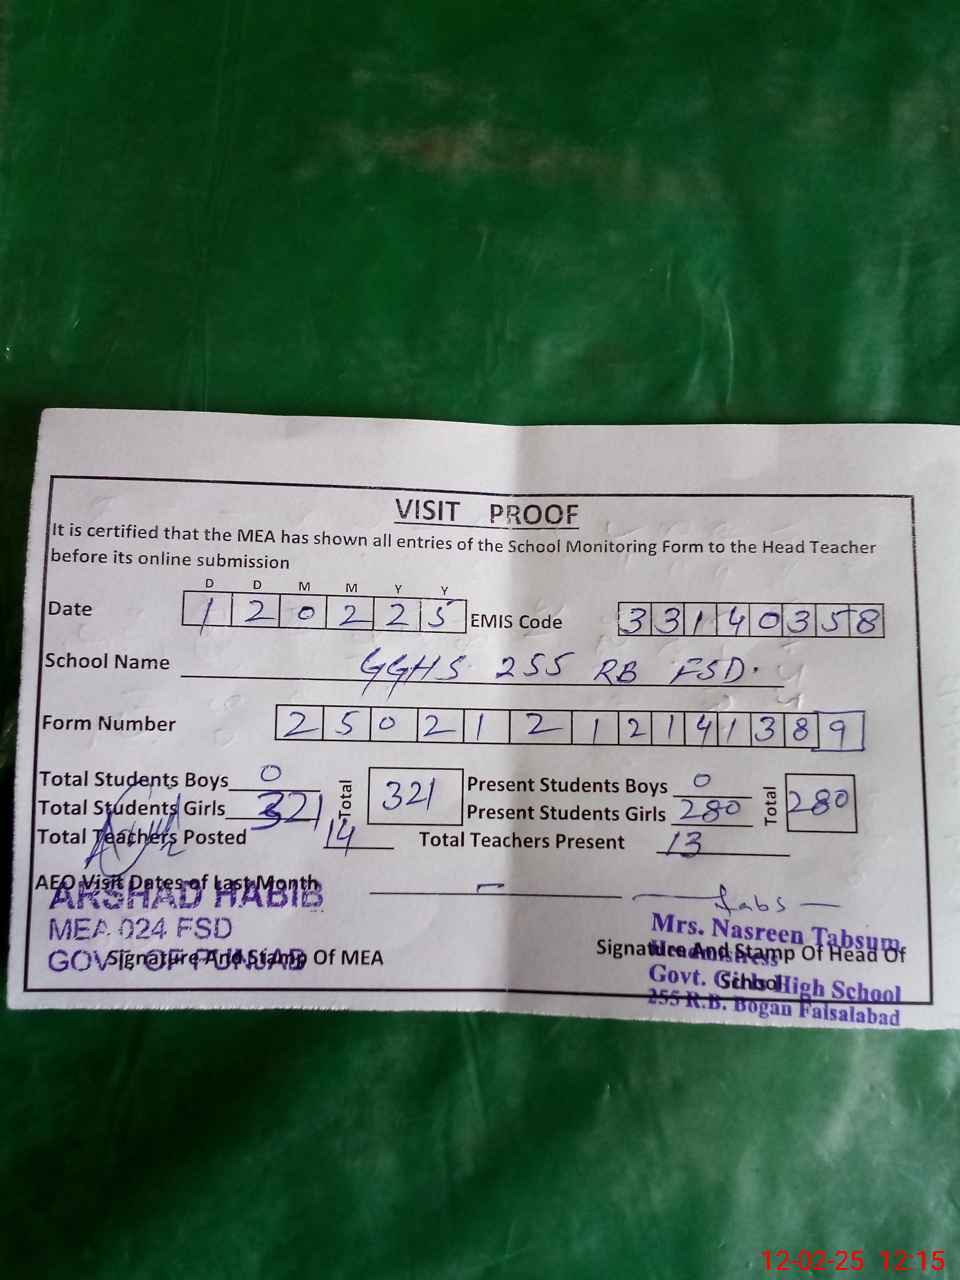 VISIT PROOF
It is certified that the MEA has shown all entries of the School Monitoring Form to the Head Teacher
before its online submission
D D M M Y Y
Date 1 2 0 2 2 5 EMIS Code 3 3 1 4 0 3 5 8
School Name GGHS 255 RB FSD.
Form Number 2 5 0 2 1 2 1 2 1 4 1 3 8 9
Total Students Boys 0 Total 321 Present Students Boys 0 Total 280
Total Students Girls 321 Present Students Girls 280
Total Teachers Posted 14 Total Teachers Present 13
AEO Visit Dates of Last Month –
ARSHAD HABIB
MEA 024 FSD
GOVT. OF PUNJAB
Signature And Stamp Of MEA
Mrs. Nasreen Tabsum
Headmistress
Signature And Stamp Of Head Of
School
Govt. Girls High School
255 R.B. Bogan Faisalabad
12-02-25 12:15